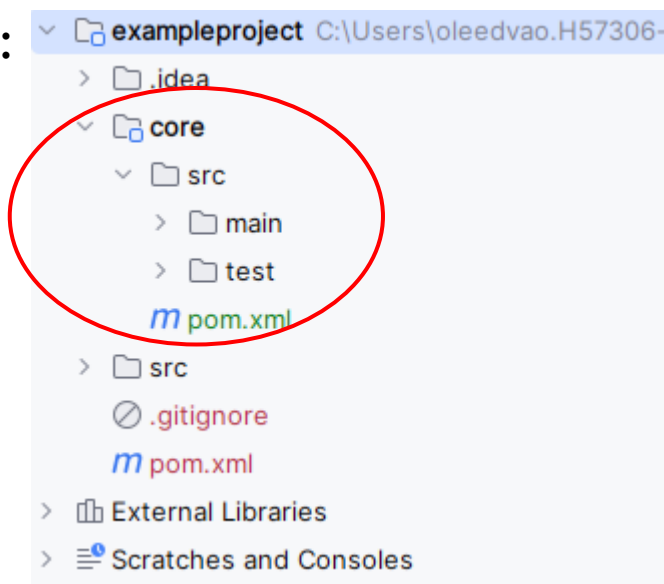 :
exampleproject C:\Users\oleedvao.H57306-
.idea
core
src
main
test
m pom.xml
src
.gitignore
m pom.xml
External Libraries
Scratches and Consoles